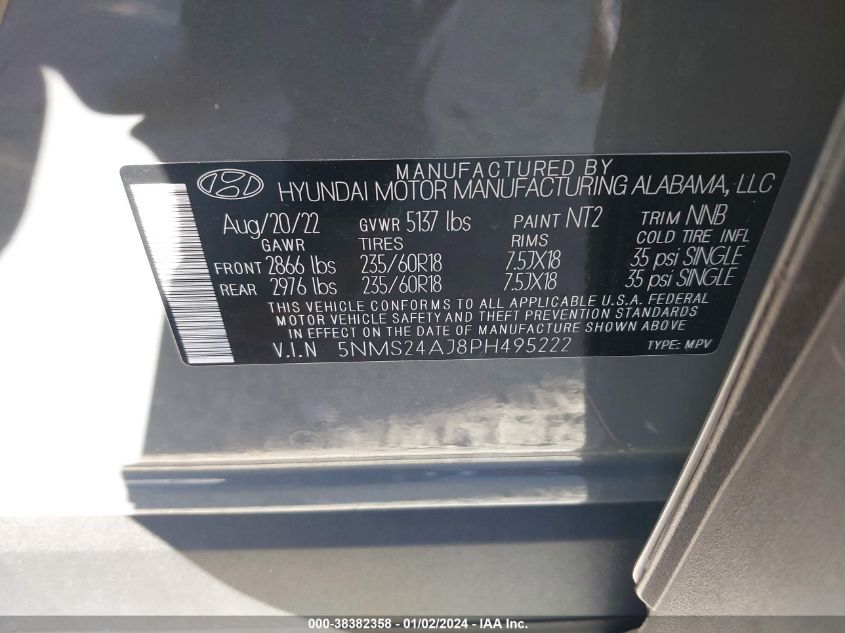 MANUFACTURED BY
HYUNDAI MOTOR MANUFACTURING ALABAMA, LLC
Aug/20/22 GVWR 5137 lbs PAINT NT2 TRIM NNB
GAWR TIRES RIMS COLD TIRE INFL
FRONT 2866 lbs 235/60R18 7.5JX18 35 psi SINGLE
REAR 2976 lbs 235/60R18 7.5JX18 35 psi SINGLE
THIS VEHICLE CONFORMS TO ALL APPLICABLE U.S.A. FEDERAL
MOTOR VEHICLE SAFETY AND THEFT PREVENTION STANDARDS
IN EFFECT ON THE DATE OF MANUFACTURE SHOWN ABOVE.
V.I.N 5NMS24AJ8PH495222 TYPE: MPV
000-38382358 - 01/02/2024 - IAA Inc.